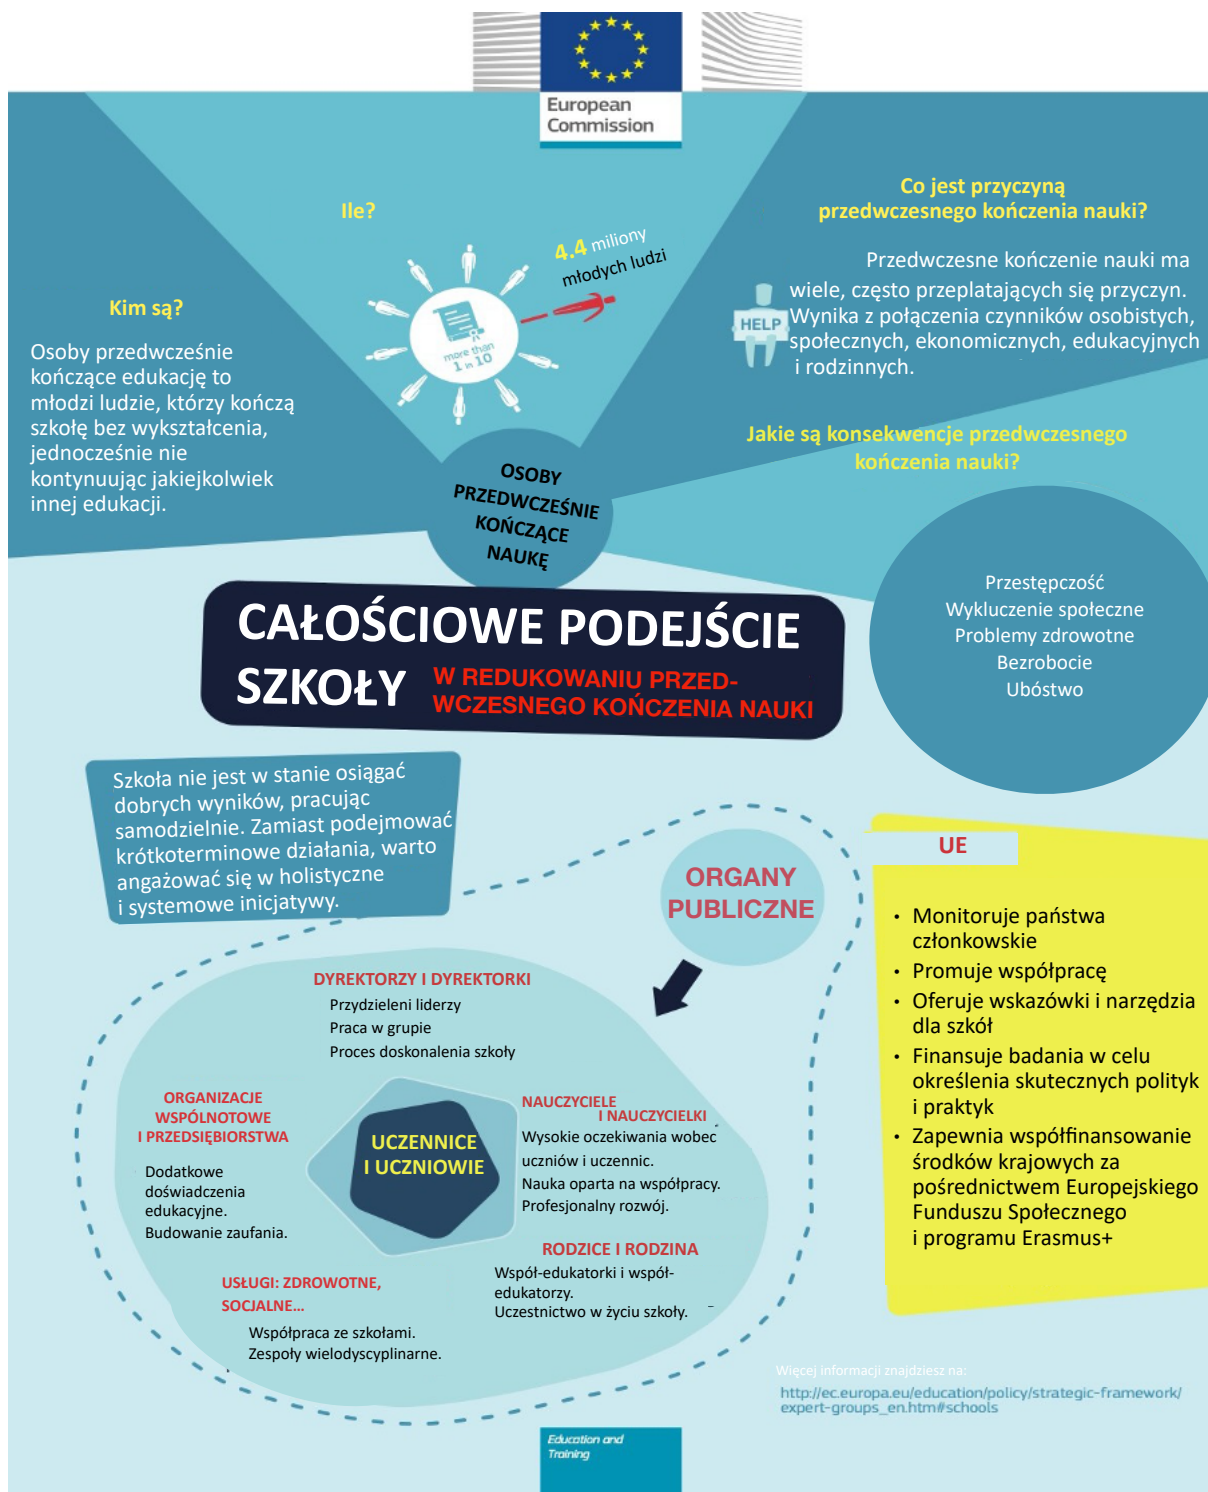 European
Commission
Ile?
4.4 miliony
młodych ludzi
more than
1 in 10
Kim są?
Osoby przedwcześnie
kończące edukację to
młodzi ludzie, którzy kończą
szkołę bez wykształcenia,
jednocześnie nie
kontynuując jakiejkolwiek
innej edukacji.
Co jest przyczyną
przedwczesnego kończenia nauki?
Przedwczesne kończenie nauki ma
wiele, często przeplatających się przyczyn.
Wynika z połączenia czynników osobistych,
społecznych, ekonomicznych, edukacyjnych
i rodzinnych.
HELP
Jakie są konsekwencje przedwczesnego
kończenia nauki?
Przestępczość
Wykluczenie społeczne
Problemy zdrowotne
Bezrobocie
Ubóstwo
OSOBY
PRZEDWCZEŚNIE
KOŃCZĄCE
NAUKĘ
CAŁOŚCIOWE PODEJŚCIE
SZKOŁY
W REDUKOWANIU PRZED-
WCZESNEGO KOŃCZENIA NAUKI
Szkoła nie jest w stanie osiągać
dobrych wyników, pracując
samodzielnie. Zamiast podejmować
krótkoterminowe działania, warto
angażować się w holistyczne
i systemowe inicjatywy.
ORGANY
PUBLICZNE
DYREKTORZY I DYREKTORKI
Przydzieleni liderzy
Praca w grupie
Proces doskonalenia szkoły
ORGANIZACJE
WSPÓLNOTOWE
I PRZEDSIĘBIORSTWA
Dodatkowe
doświadczenia
edukacyjne.
Budowanie zaufania.
UCZENNICE
I UCZNIOWIE
NAUCZYCIELE
I NAUCZYCIELKI
Wysokie oczekiwania wobec
uczniów i uczennic.
Nauka oparta na współpracy.
Profesjonalny rozwój.
RODZICE I RODZINA
Współ-edukatorki i współ-
edukatorzy.
Uczestnictwo w życiu szkoły.
USŁUGI: ZDROWOTNE,
SOCJALNE...
Współpraca ze szkołami.
Zespoły wielodyscyplinarne.
UE
• Monitoruje państwa
członkowskie
• Promuje współpracę
• Oferuje wskazówki i narzędzia
dla szkół
• Finansuje badania w celu
określenia skutecznych polityk
i praktyk
• Zapewnia współfinansowanie
środków krajowych za
pośrednictwem Europejskiego
Funduszu Społecznego
i programu Erasmus+
Więcej informacji znajdziesz na:
http://ec.europa.eu/education/policy/strategic-framework/
expert-groups_en.htm#schools
Education and
Training